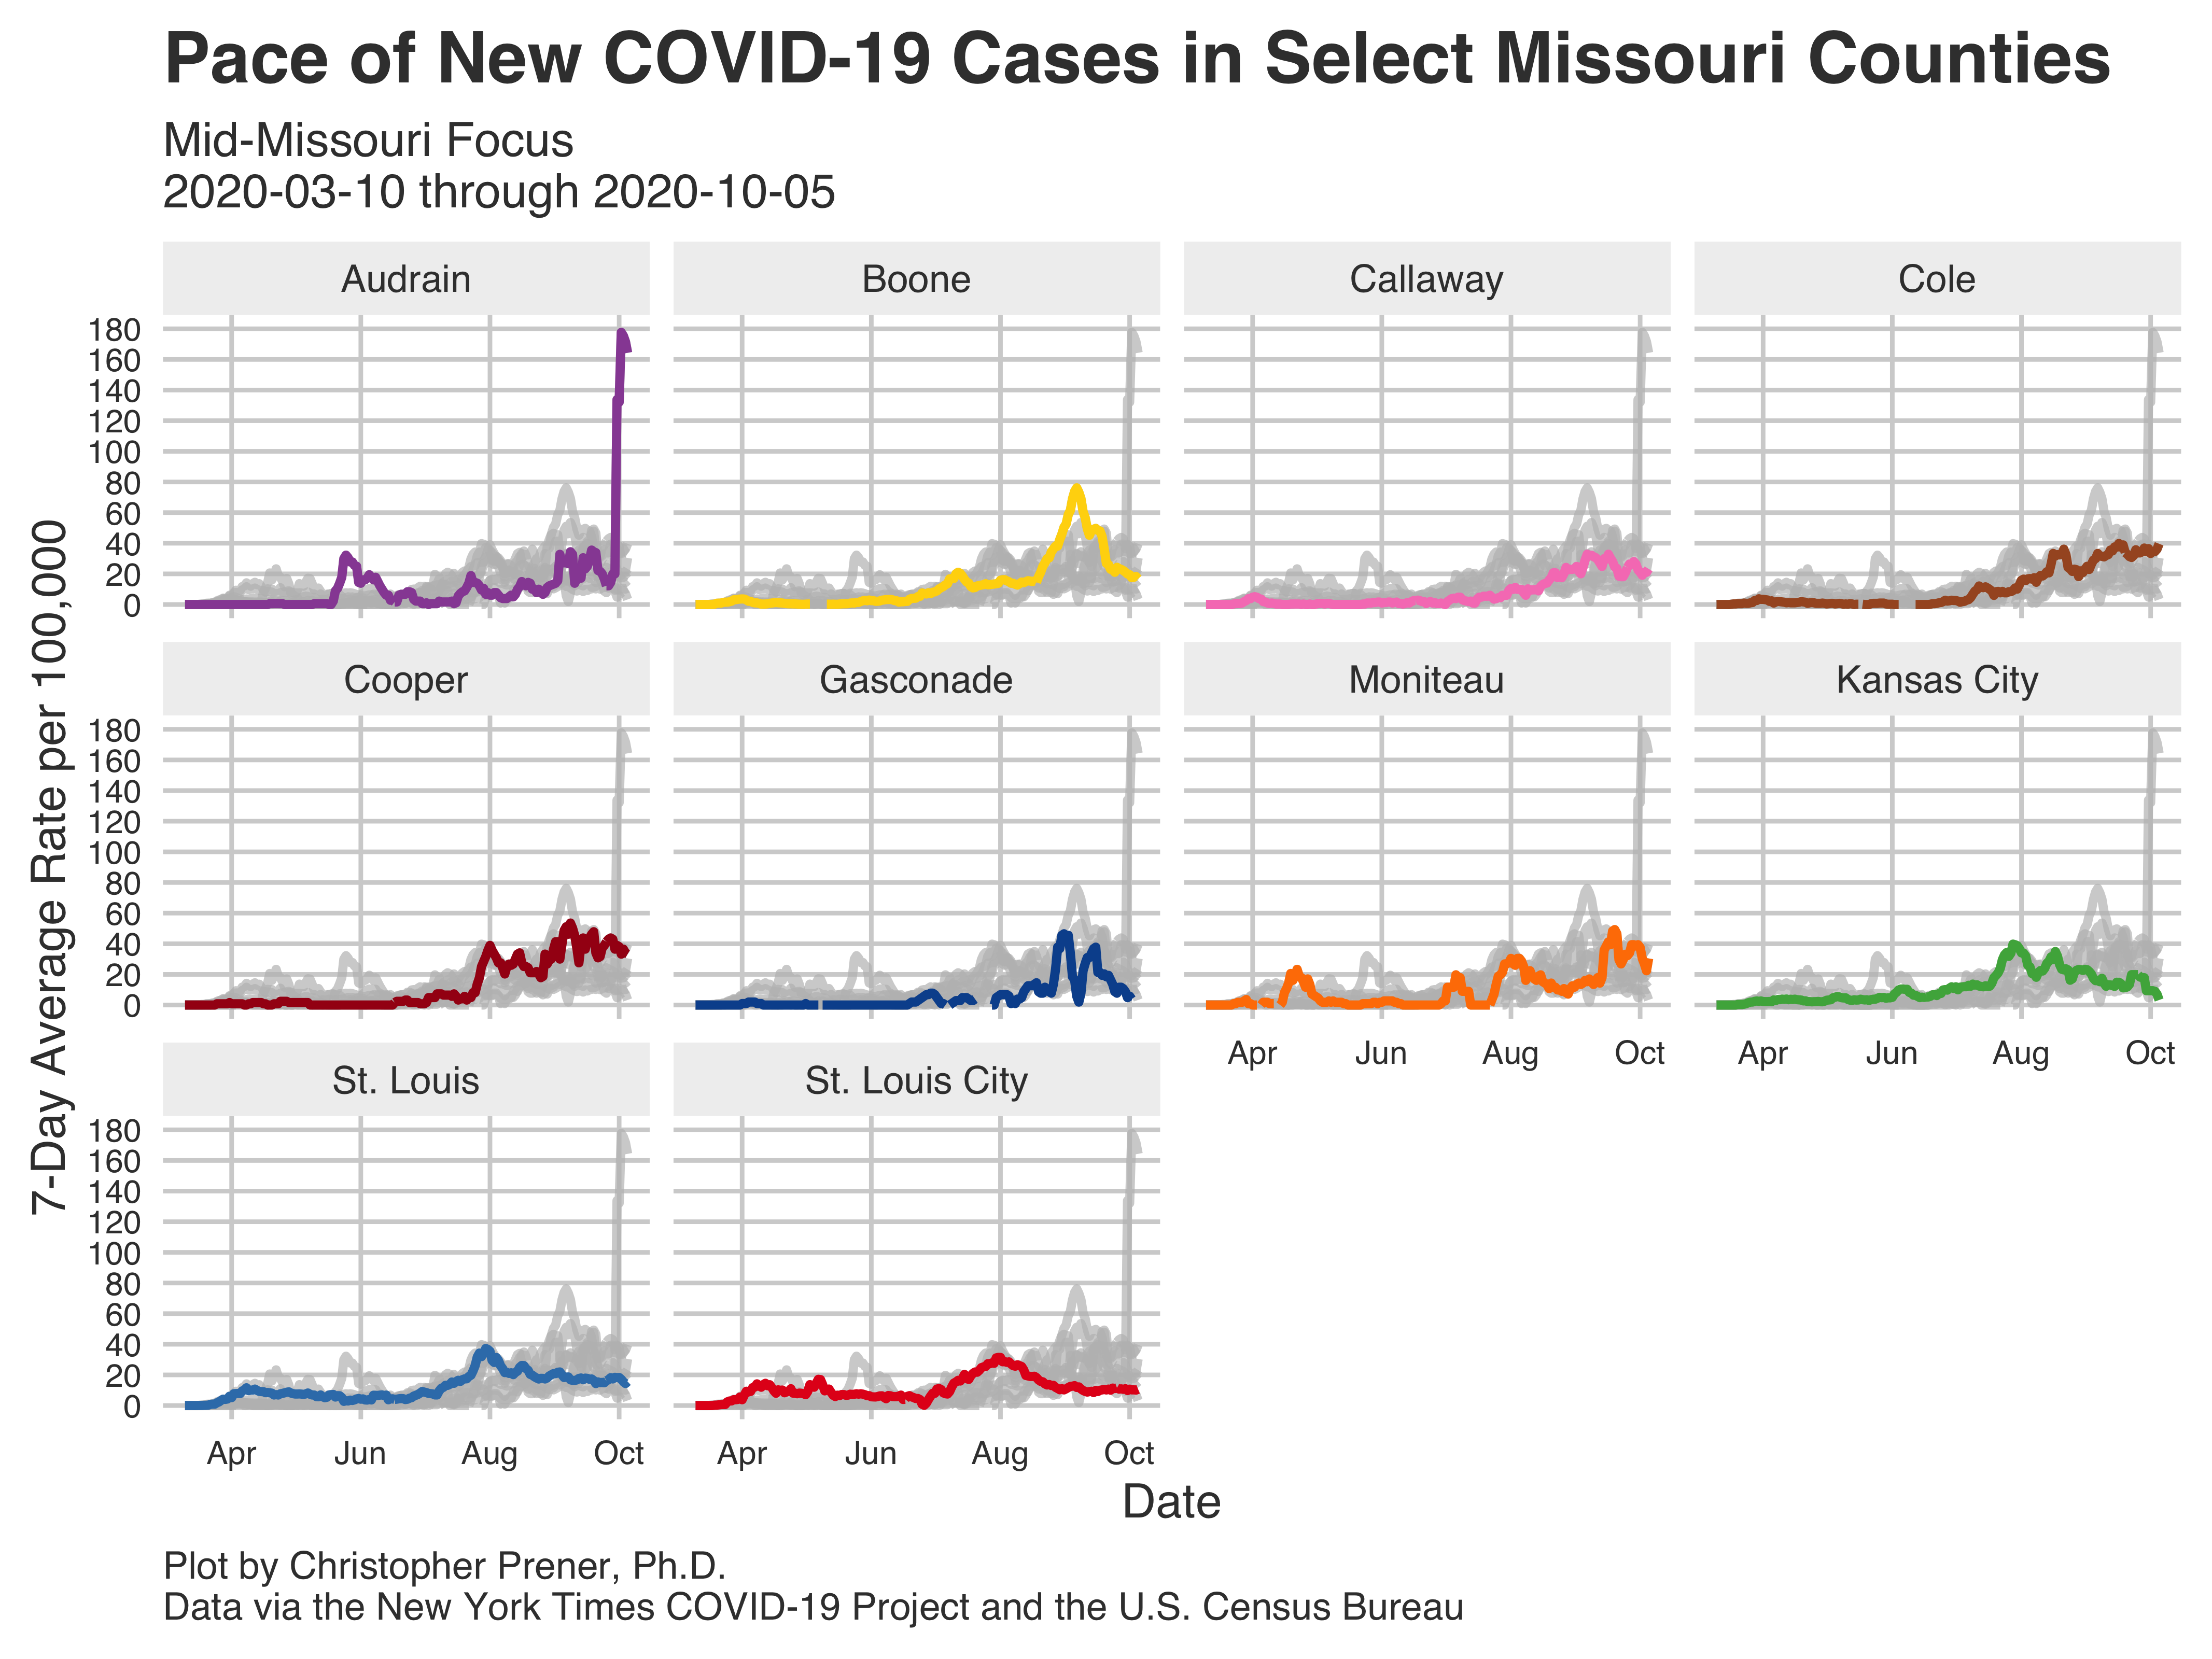 Pace of New COVID-19 Cases in Select Missouri Counties
Mid-Missouri Focus
2020-03-10 through 2020-10-05
7-Day Average Rate per 100,000
Audrain
Boone
Callaway
Cole
180
160
140
120
100
80
60
40
20
0
Cooper
Gasconade
Moniteau
Kansas City
180
160
140
120
100
80
60
40
20
0
Apr Jun Aug Oct
Apr Jun Aug Oct
St. Louis
St. Louis City
180
160
140
120
100
80
60
40
20
0
Apr Jun Aug Oct
Apr Jun Aug Oct
Date
Plot by Christopher Prener, Ph.D.
Data via the New York Times COVID-19 Project and the U.S. Census Bureau